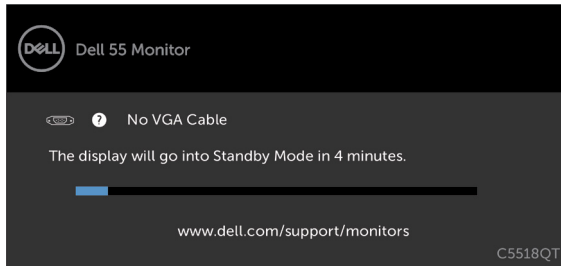 DELL Dell 55 Monitor
? No VGA Cable
The display will go into Standby Mode in 4 minutes.
www.dell.com/support/monitors
C5518QT